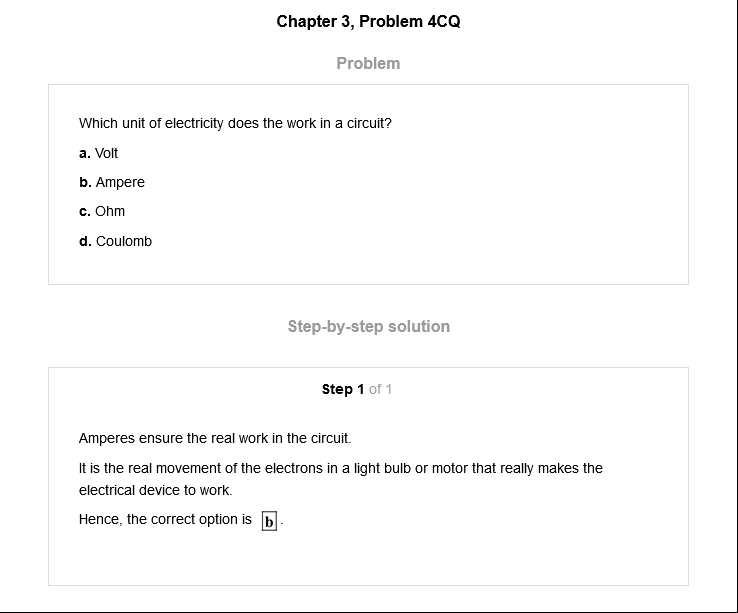 Chapter 3, Problem 4CQ
Problem
Which unit of electricity does the work in a circuit?
a. Volt
b. Ampere
c. Ohm
d. Coulomb
Step-by-step solution
Step 1 of 1
Amperes ensure the real work in the circuit.
It is the real movement of the electrons in a light bulb or motor that really makes the
electrical device to work.
Hence, the correct option is b.